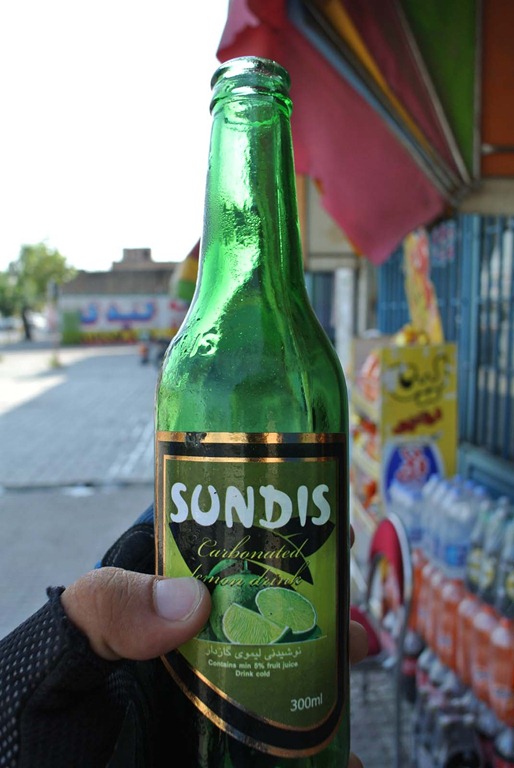 SUNDIS
Carbonated
lemon drink
نوشیدنی لیموی گازدار
Contains min 5% fruit juice
Drink cold
300ml